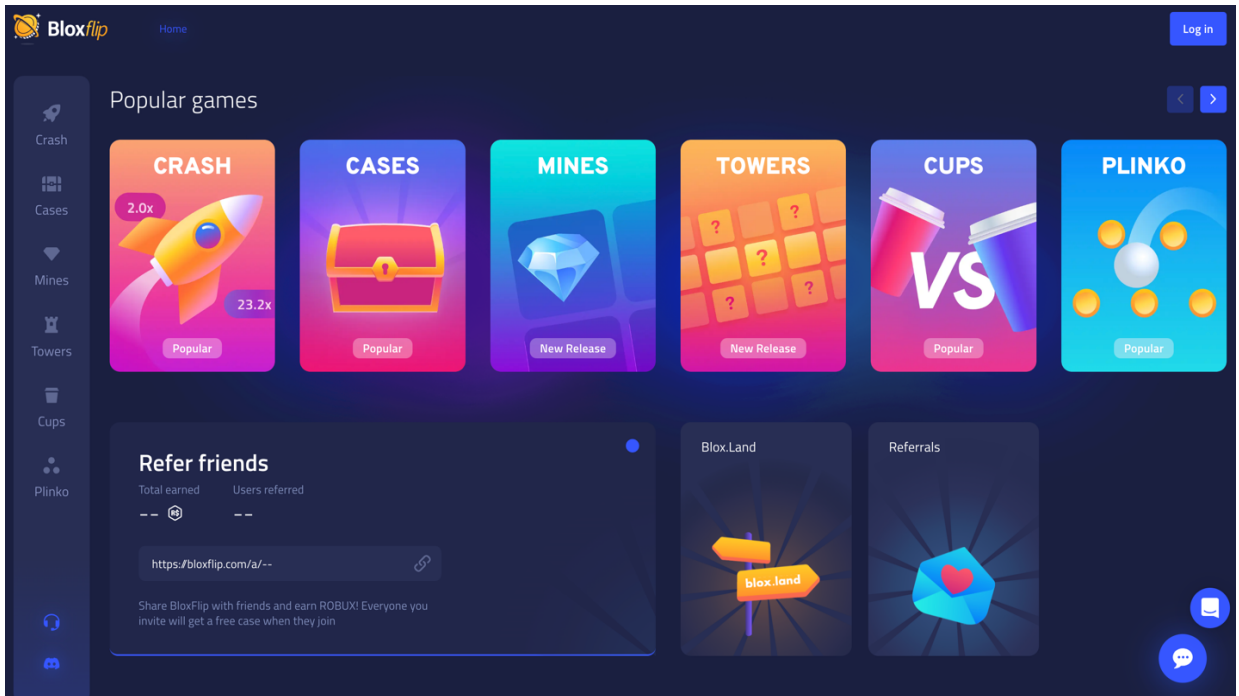 Bloxflip
Home
Log in
Crash
Cases
Mines
Towers
Cups
Plinko
Popular games
CRASH
2.0x
23.2x
Popular
CASES
Popular
MINES
New Release
TOWERS
?
?
?
?
?
New Release
CUPS
VS
Popular
PLINKO
Popular
Refer friends
Total earned Users referred
-- R$ --
https://bloxflip.com/a/--
Share BloxFlip with friends and earn ROBUX! Everyone you
invite will get a free case when they join
Blox.Land
blox.land
Referrals